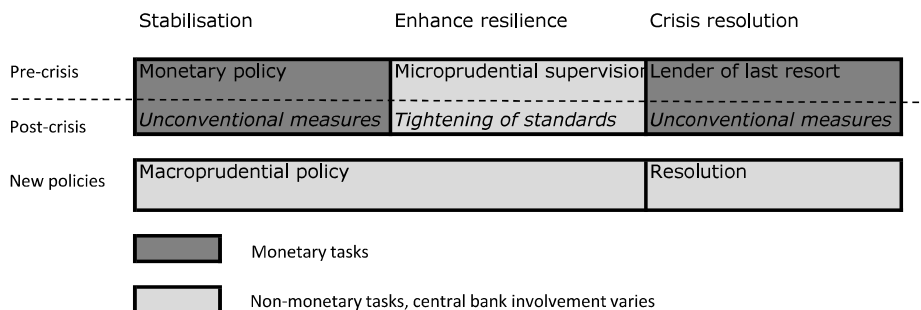 Stabilisation Enhance resilience Crisis resolution
Pre-crisis Monetary policy Microprudential supervision Lender of last resort
Post-crisis Unconventional measures Tightening of standards Unconventional measures
New policies Macroprudential policy Resolution
Monetary tasks
Non-monetary tasks, central bank involvement varies